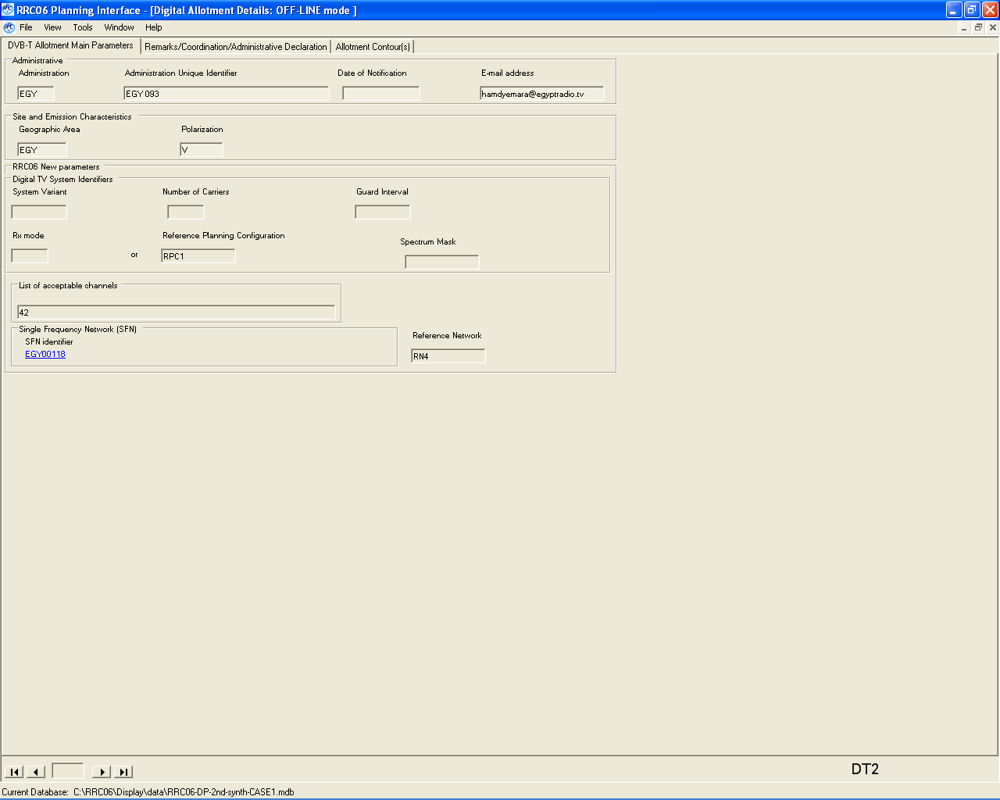 RRC06 Planning Interface - [Digital Allotment Details: OFF-LINE mode ]
File View Tools Window Help
DVB-T Allotment Main Parameters Remarks/Coordination/Administrative Declaration Allotment Contour(s)
Administrative
Administration Administration Unique Identifier Date of Notification E-mail address
EGY EGY 093 hamdyemara@egyptradio.tv
Site and Emission Characteristics
Geographic Area Polarization
EGY V
RRC06 New parameters
Digital TV System Identifiers
System Variant Number of Carriers Guard Interval
Rx mode Reference Planning Configuration Spectrum Mask
or RPC1
List of acceptable channels
42
Single Frequency Network (SFN)
SFN identifier Reference Network
EGY00118 RN4
DT2
Current Database: C:\RRC06\Display\data\RRC06-DP-2nd-synth-CASE1.mdb